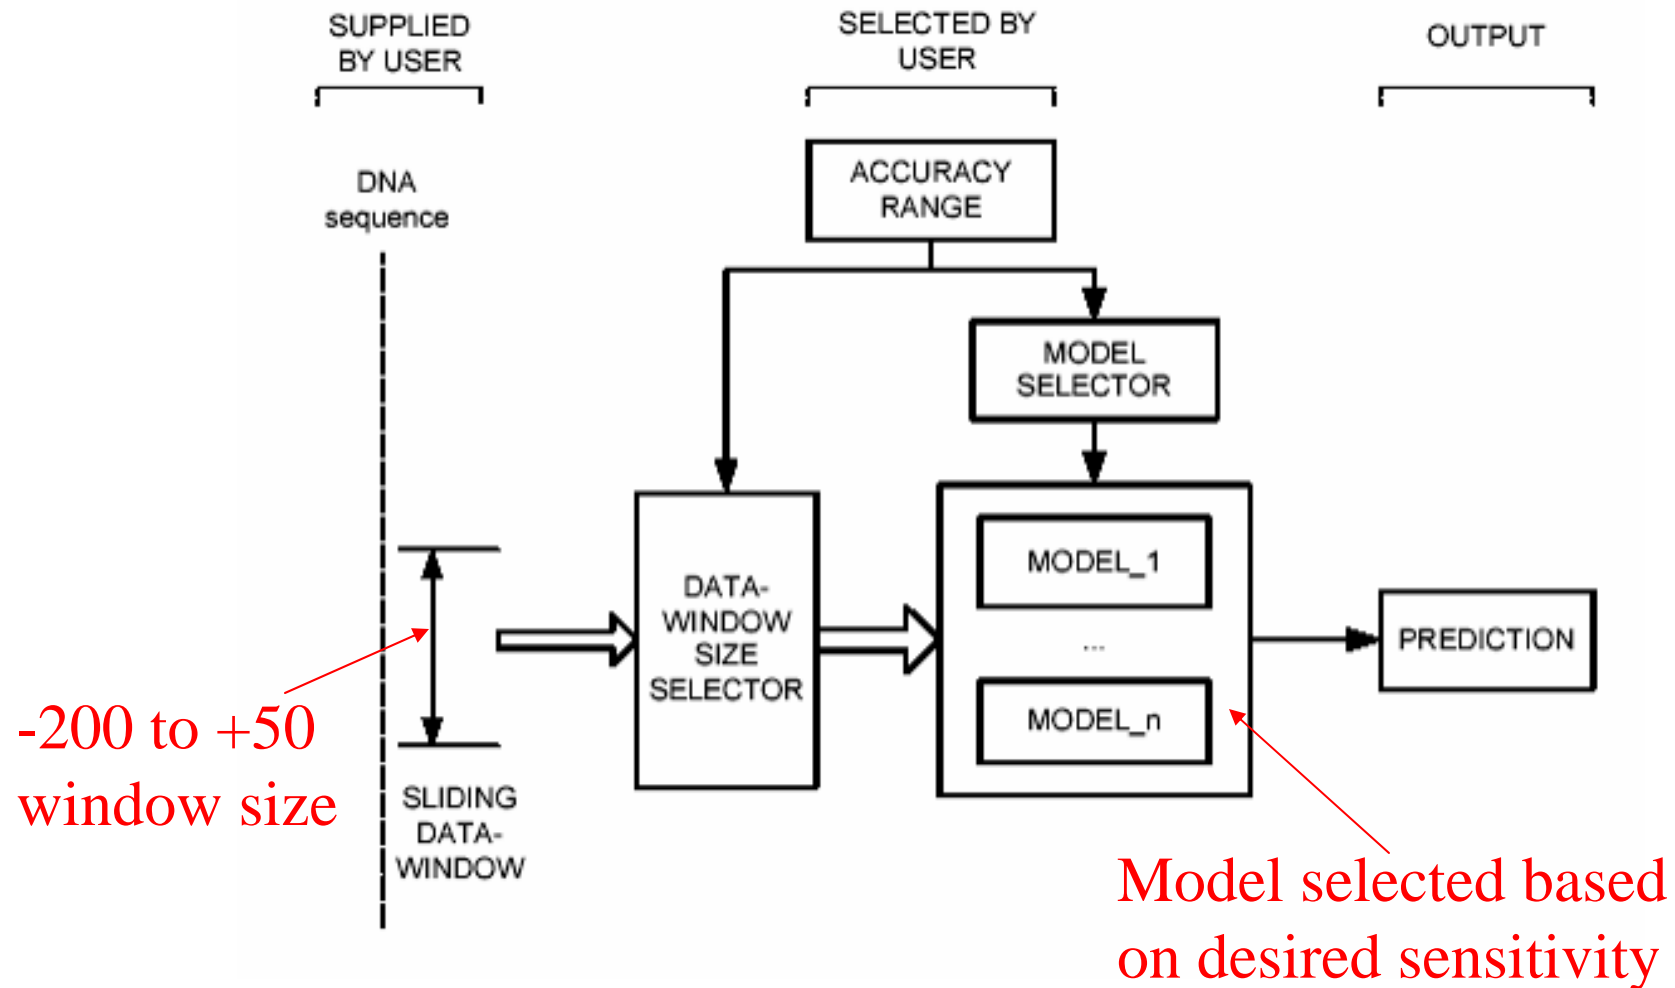 SUPPLIED
BY USER
SELECTED BY
USER
OUTPUT
DNA
sequence
ACCURACY
RANGE
MODEL
SELECTOR
DATA-
WINDOW
SIZE
SELECTOR
MODEL_1
...
MODEL_n
PREDICTION
-200 to +50
window size
SLIDING
DATA-
WINDOW
Model selected based
on desired sensitivity